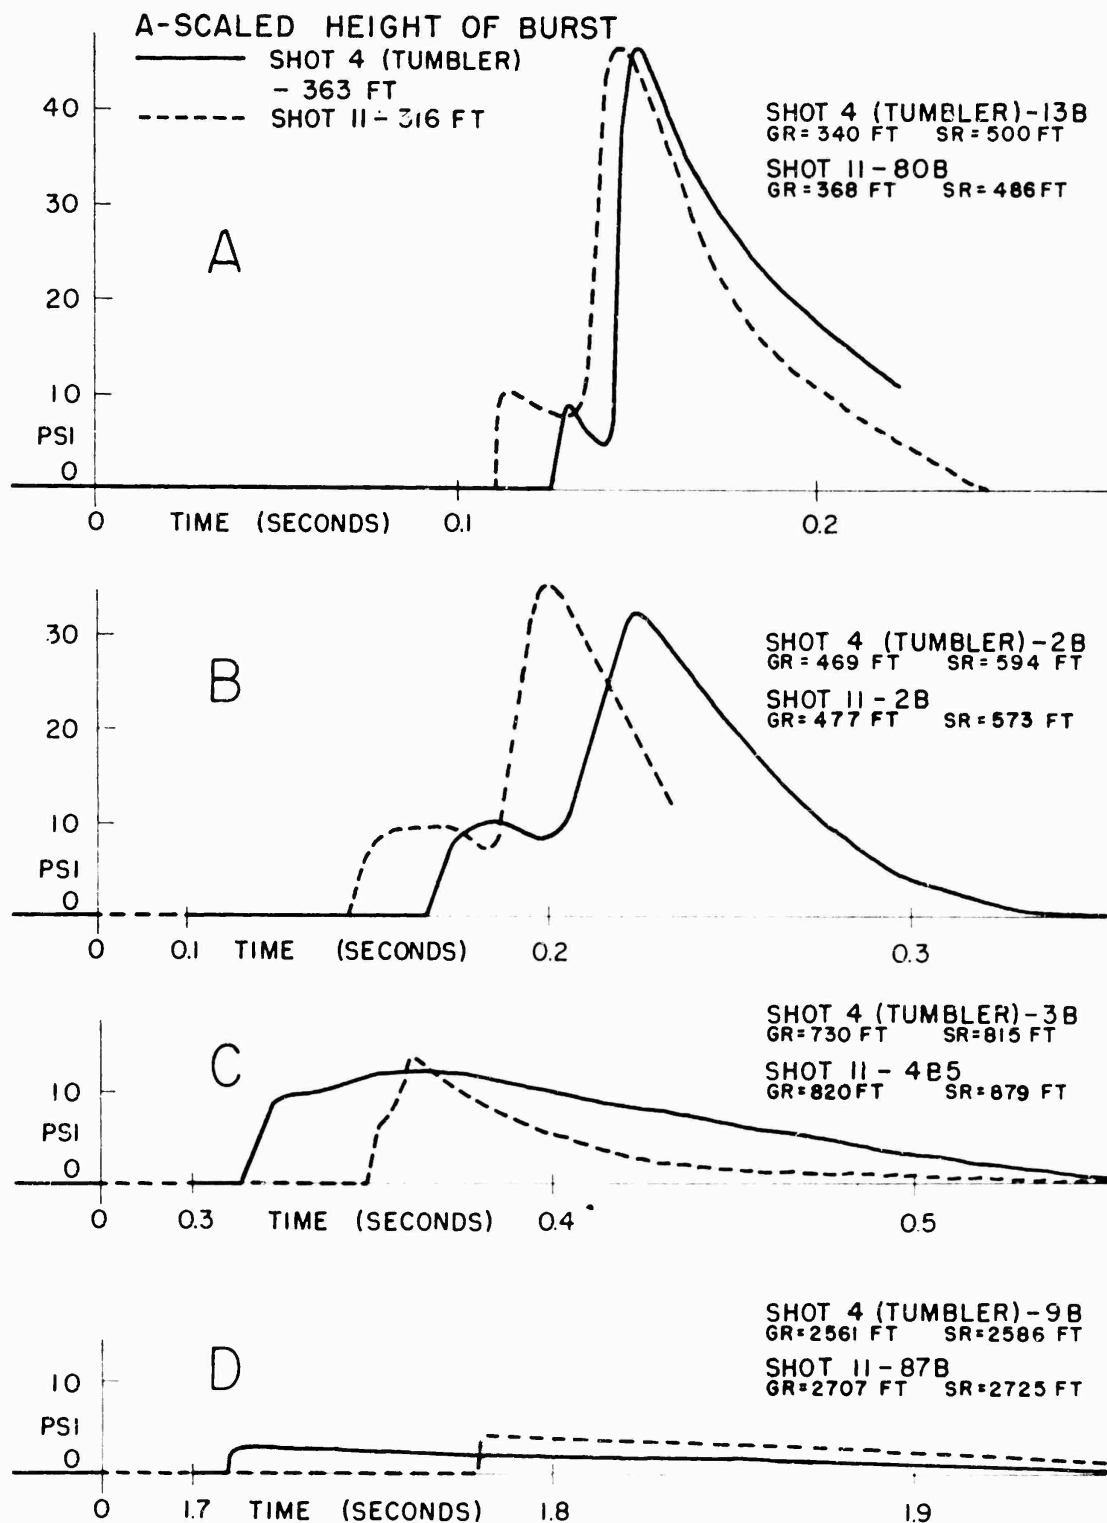 A-SCALED HEIGHT OF BURST
SHOT 4 (TUMBLER)
- 363 FT
SHOT 11 - 316 FT
40
30
20
10
PSI
0
A
SHOT 4 (TUMBLER)-13B
GR=340 FT SR=500 FT
SHOT 11-80B
GR=368 FT SR=486FT
0 TIME (SECONDS) 0.1 0.2
30
20
10
PSI
0
B
SHOT 4 (TUMBLER)-2B
GR=469 FT SR=594 FT
SHOT 11-2B
GR=477 FT SR=573 FT
0 0.1 TIME (SECONDS) 0.2 0.3
10
PSI
0
C
SHOT 4 (TUMBLER)-3B
GR=730 FT SR=815 FT
SHOT 11-4B5
GR=820FT SR=879 FT
0 0.3 TIME (SECONDS) 0.4 0.5
10
PSI
0
D
SHOT 4 (TUMBLER)-9B
GR=2561 FT SR=2586 FT
SHOT 11-87B
GR=2707 FT SR=2725 FT
0 1.7 TIME (SECONDS) 1.8 1.9